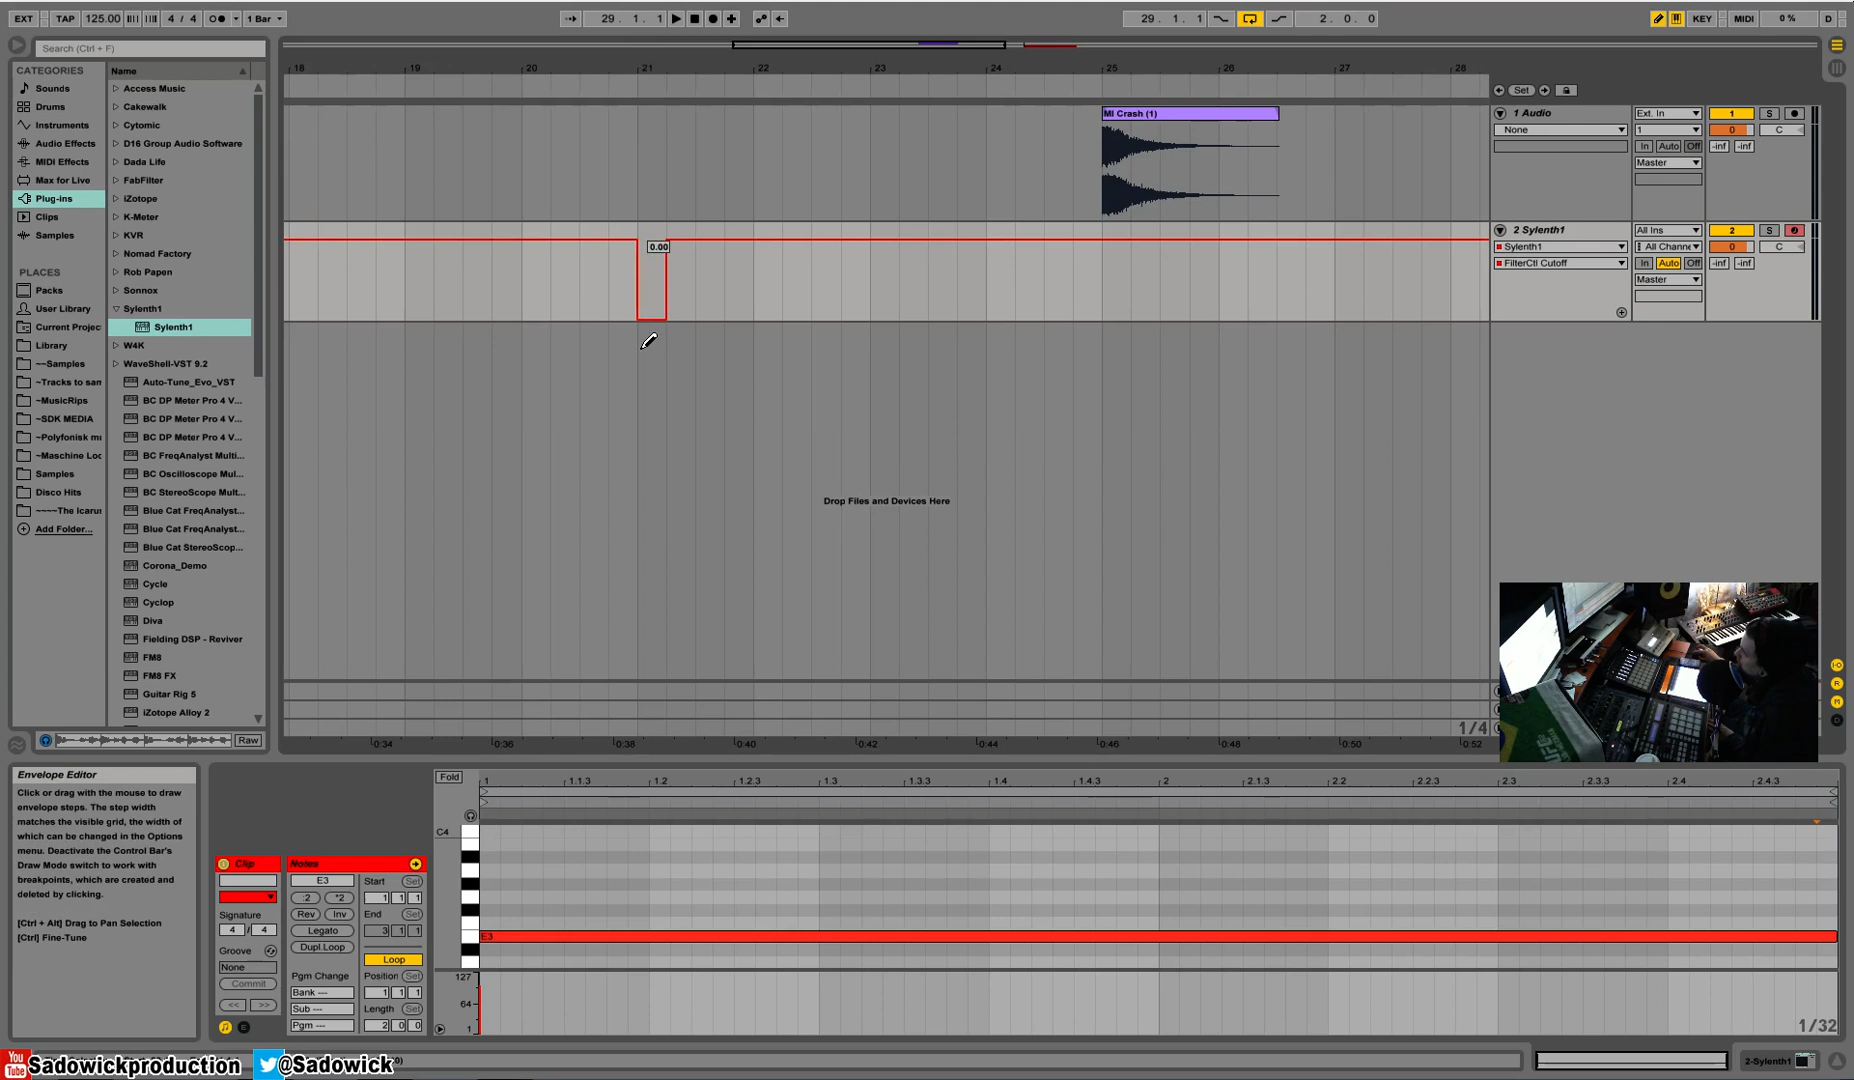 EXT TAP 125.00 4 / 4 1 Bar 29 . 1 . 1 29 . 1 . 1 2 . 0 . 0 KEY MIDI 0 % D
Search (Ctrl + F)
CATEGORIES
Sounds
Drums
Instruments
Audio Effects
MIDI Effects
Max for Live
Plug-ins
Clips
Samples
PLACES
Packs
User Library
Current Projec
Library
~~Samples
~Tracks to sam
~MusicRips
~SDK MEDIA
~Polyfonisk mu
~Maschine Loc
Samples
Disco Hits
~~~~The Icarus
Add Folder...
Name
Access Music
Cakewalk
Cytomic
D16 Group Audio Software
Dada Life
FabFilter
iZotope
K-Meter
KVR
Nomad Factory
Rob Papen
Sonnox
Sylenth1
Sylenth1
W4K
WaveShell-VST 9.2
Auto-Tune_Evo_VST
BC DP Meter Pro 4 V...
BC DP Meter Pro 4 V...
BC DP Meter Pro 4 V...
BC FreqAnalyst Multi...
BC Oscilloscope Mul...
BC StereoScope Mult...
Blue Cat FreqAnalyst...
Blue Cat FreqAnalyst...
Blue Cat StereoScop...
Corona_Demo
Cycle
Cyclop
Diva
Fielding DSP - Reviver
FM8
FM8 FX
Guitar Rig 5
iZotope Alloy 2
Raw
18 19 20 21 22 23 24 25 26 27 28
Set
MI Crash (1)
0.00
Drop Files and Devices Here
1/4
0:34 0:36 0:38 0:40 0:42 0:44 0:46 0:48 0:50 0:52
1 Audio Ext. In 1 S
None 1 0 C
In Auto Off -inf -inf
Master
2 Sylenth1 All Ins 2 S
Sylenth1 All Channe 0 C
FilterCtl Cutoff In Auto Off -inf -inf
Master
Envelope Editor
Click or drag with the mouse to draw
envelope steps. The step width
matches the visible grid, the width of
which can be changed in the Options
menu. Deactivate the Control Bar's
Draw Mode switch to work with
breakpoints, which are created and
deleted by clicking.
[Ctrl + Alt] Drag to Pan Selection
[Ctrl] Fine-Tune
Clip
Signature
4 / 4
Groove
None
Commit
<< >>
E
Notes
E3
:2 *2
Rev Inv
Legato
Dupl.Loop
Pgm Change
Bank ---
Sub ---
Pgm ---
Start Set
1 1 1
End Set
3 1 1
Loop
Position Set
1 1 1
Length Set
2 0 0
Fold
1 1.1.3 1.2 1.2.3 1.3 1.3.3 1.4 1.4.3 2 2.1.3 2.2 2.2.3 2.3 2.3.3 2.4 2.4.3
C4
E3
127
64
1
1/32
You Tube Sadowickproduction @Sadowick
2-Sylenth1